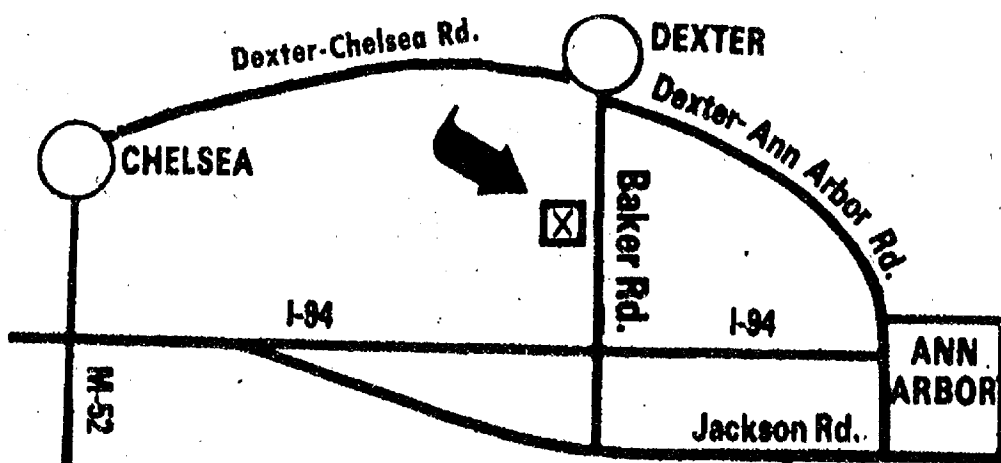 Dexter-Chelsea Rd.
DEXTER
Dexter-Ann Arbor Rd.
CHELSEA
X
Baker Rd.
I-94
I-94
M-52
ANN
ARBOR
Jackson Rd.